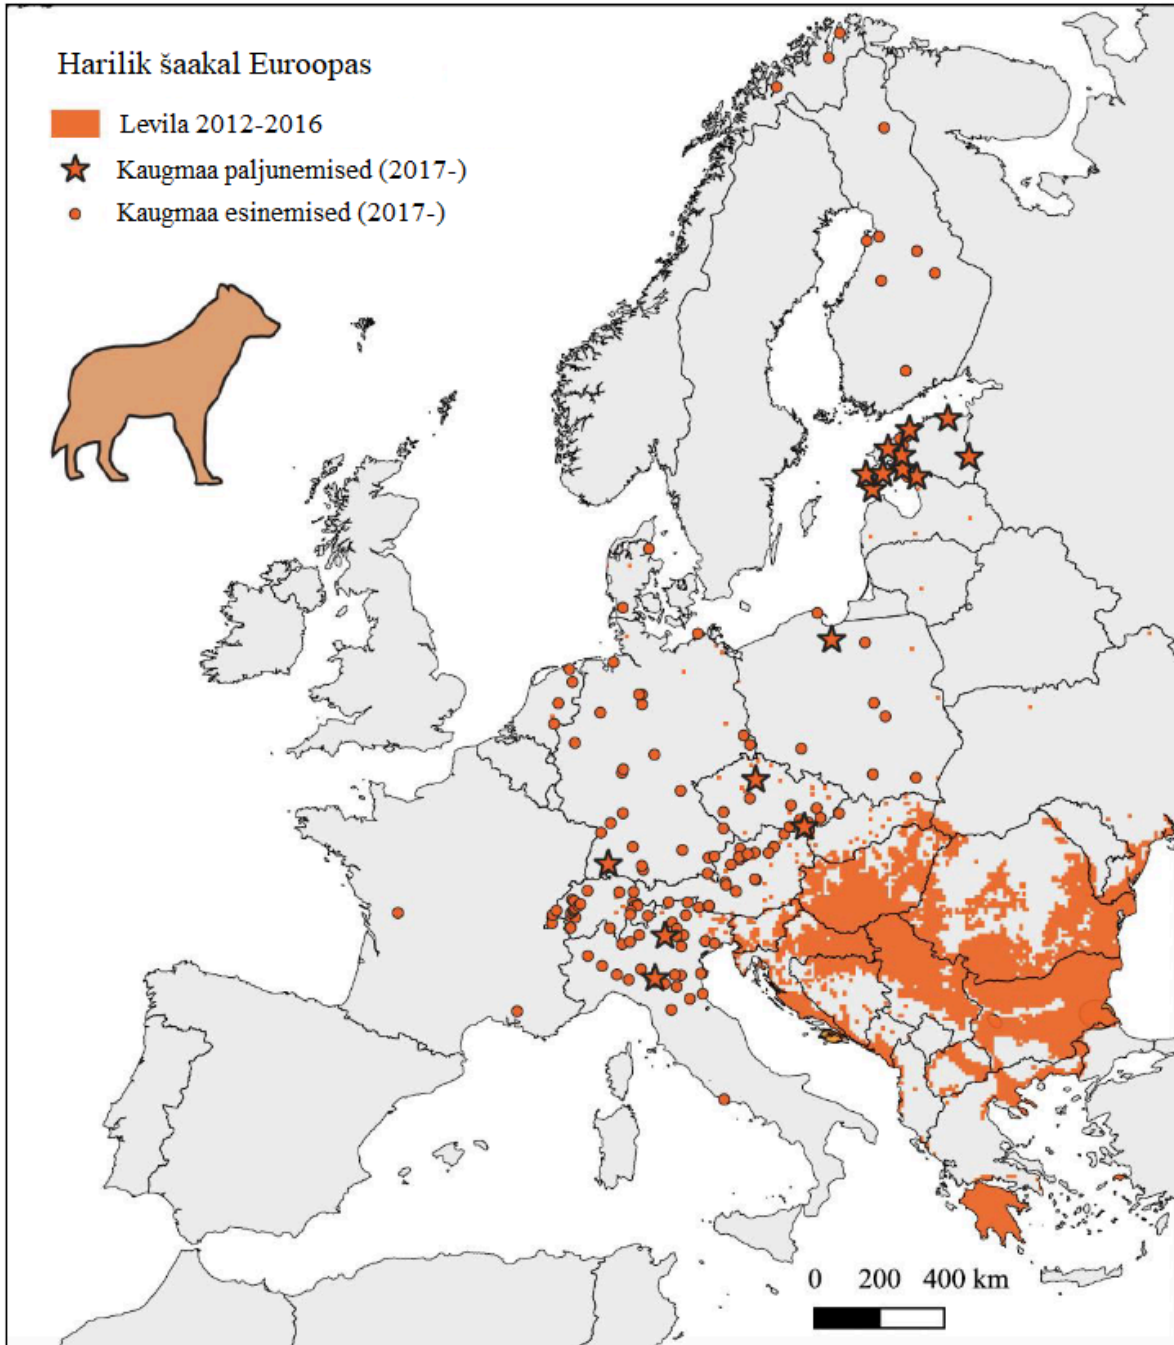 Harilik šaakal Euroopas
Levila 2012-2016
Kaugmaa paljunemised (2017-)
Kaugmaa esinemised (2017-)
0 200 400 km